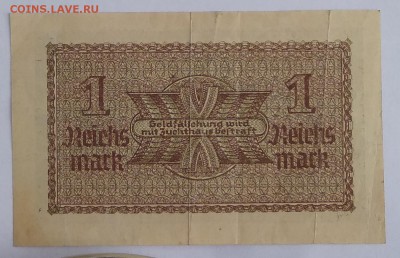 COINS.LAVE.RU
1
Reichs
mark
Geldfälschung wird
mit Zuchthaus bestraft
1
Reichs
mark